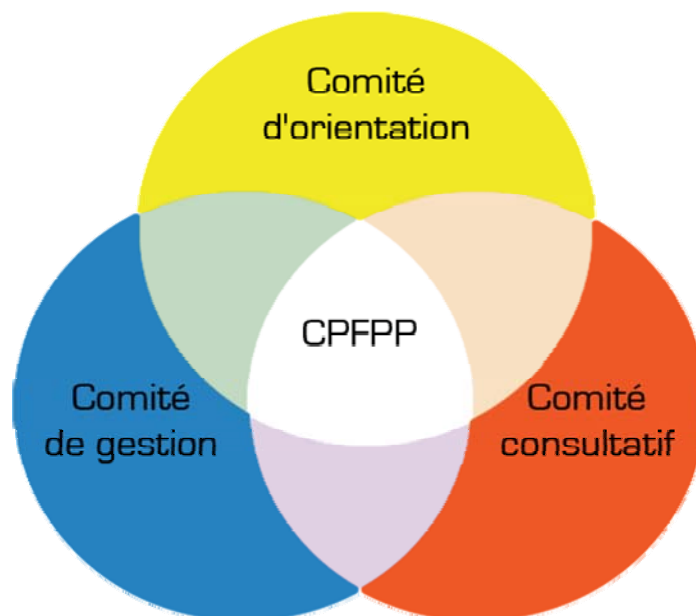 Comité
d'orientation
CPFPP
Comité
de gestion
Comité
consultatif